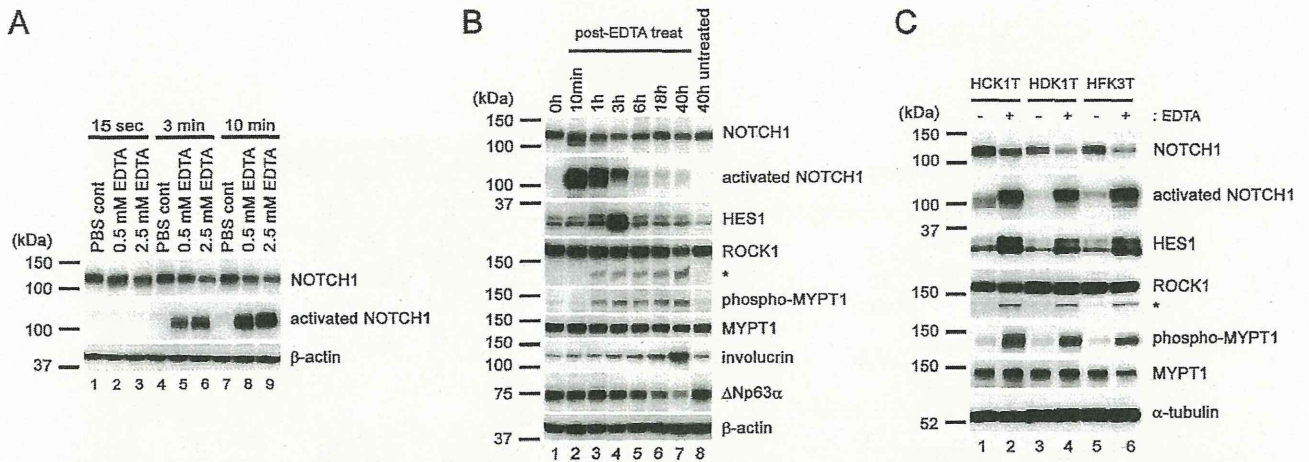 A
15 sec 3 min 10 min
PBS cont
0.5 mM EDTA
2.5 mM EDTA
PBS cont
0.5 mM EDTA
2.5 mM EDTA
PBS cont
0.5 mM EDTA
2.5 mM EDTA
(kDa)
150
NOTCH1
100
activated NOTCH1
100
β-actin
37
1 2 3 4 5 6 7 8 9
B
post-EDTA treat
0h
10min
1h
3h
6h
18h
40h
40h untreated
(kDa)
150
NOTCH1
100
activated NOTCH1
100
37
HES1
ROCK1
150
*
phospho-MYPT1
150
MYPT1
150
involucrin
100
ΔNp63α
75
β-actin
37
1 2 3 4 5 6 7 8
C
HCK1T HDK1T HFK3T
- + - + - + : EDTA
(kDa)
150
NOTCH1
100
activated NOTCH1
100
37
HES1
ROCK1
150
*
phospho-MYPT1
150
MYPT1
α-tubulin
52
1 2 3 4 5 6